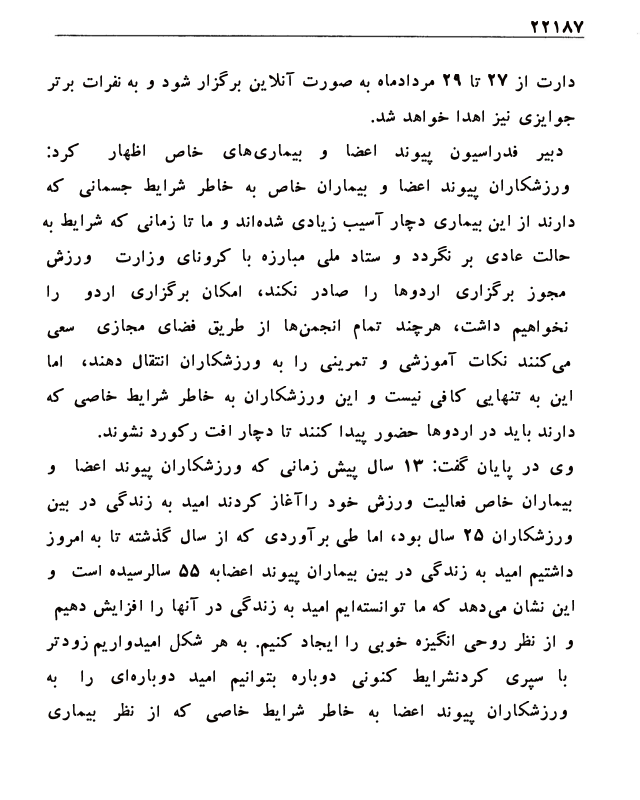 ۲۲۱۸۷
دارت از ۲۷ تا ۲۹ مردادماه به صورت آنلاین برگزار شود و به نفرات برتر
جوایزی نیز اهدا خواهد شد.
دبیر فدراسیون پیوند اعضا و بیماری‌های خاص اظهار کرد:
ورزشکاران پیوند اعضا و بیماران خاص به خاطر شرایط جسمانی که
دارند از این بیماری دچار آسیب زیادی شده‌اند و ما تا زمانی که شرایط به
حالت عادی بر نگردد و ستاد ملی مبارزه با کرونای وزارت ورزش
مجوز برگزاری اردوها را صادر نکند، امکان برگزاری اردو را
نخواهیم داشت، هرچند تمام انجمن‌ها از طریق فضای مجازی سعی
می‌کنند نکات آموزشی و تمرینی را به ورزشکاران انتقال دهند، اما
این به تنهایی کافی نیست و این ورزشکاران به خاطر شرایط خاصی که
دارند باید در اردوها حضور پیدا کنند تا دچار افت رکورد نشوند.
وی در پایان گفت: ۱۳ سال پیش زمانی که ورزشکاران پیوند اعضا و
بیماران خاص فعالیت ورزش خود راآغاز کردند امید به زندگی در بین
ورزشکاران ۲۵ سال بود، اما طی برآوردی که از سال گذشته تا به امروز
داشتیم امید به زندگی در بین بیماران پیوند اعضابه ۵۵ سالرسیده است و
این نشان می‌دهد که ما توانسته‌ایم امید به زندگی در آنها را افزایش دهیم
و از نظر روحی انگیزه خوبی را ایجاد کنیم. به هر شکل امیدواریم زودتر
با سپری کردنشرایط کنونی دوباره بتوانیم امید دوباره‌ای را به
ورزشکاران پیوند اعضا به خاطر شرایط خاصی که از نظر بیماری